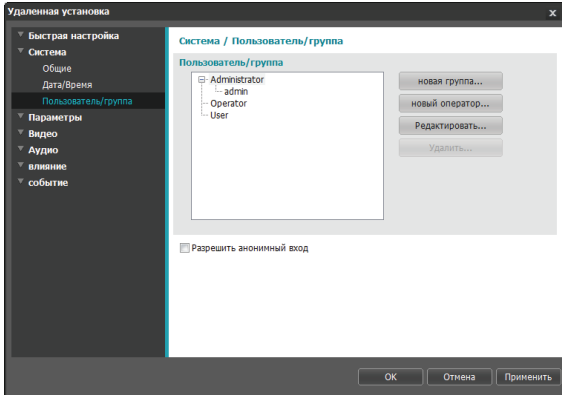 Удаленная установка
x
Быстрая настройка
Система
Общие
Дата/Время
Пользователь/группа
Параметры
Видео
Аудио
влияние
событие
Система / Пользователь/группа
Пользователь/группа
Administrator
admin
Operator
User
новая группа...
новый оператор...
Редактировать...
Удалить...
Разрешить анонимный вход
OK
Отмена
Применить